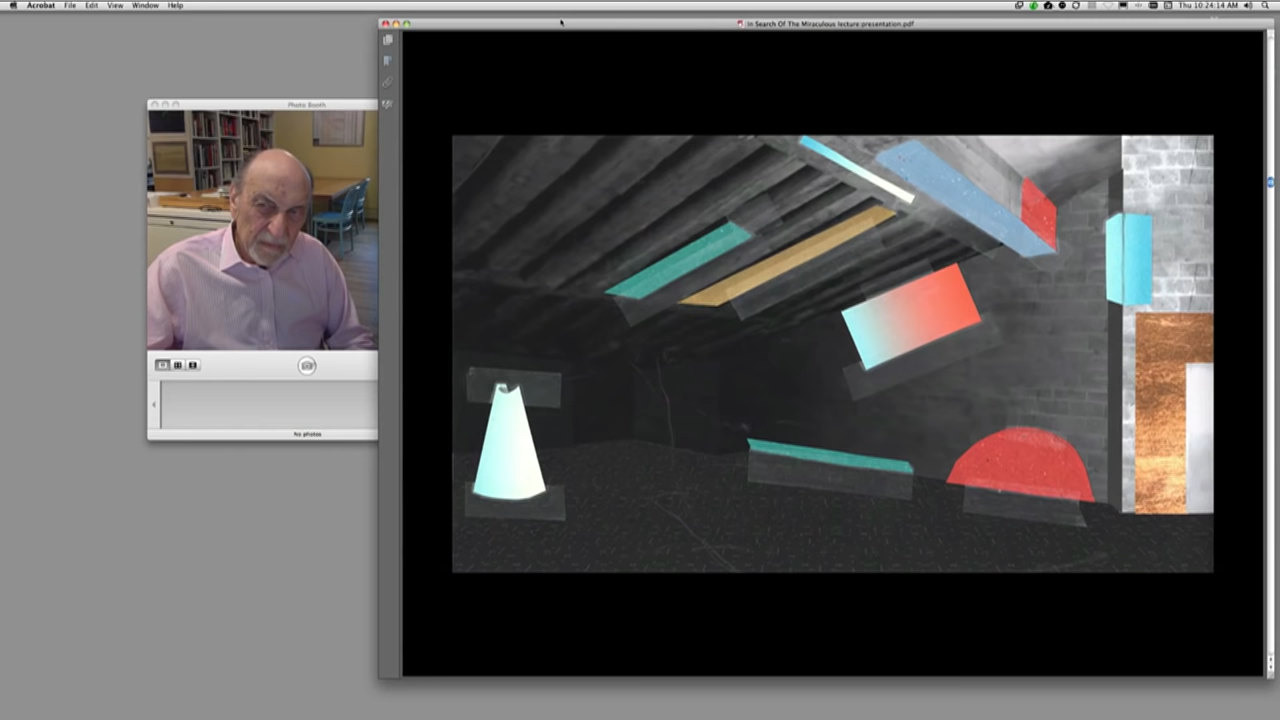 Acrobat File Edit View Window Help
Thu 10:24:14 AM
In Search Of The Miraculous lecture:presentation.pdf
Photo Booth
No photos